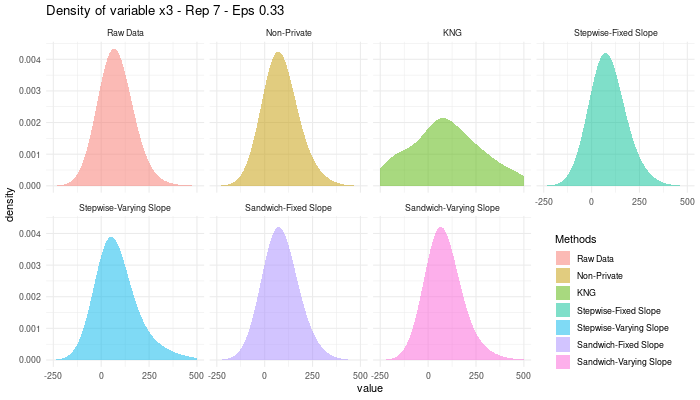 Density of variable x3 - Rep 7 - Eps 0.33
Raw Data
Non-Private
KNG
Stepwise-Fixed Slope
0.004
0.003
0.002
0.001
0.000
-250 0 250 500
density
Stepwise-Varying Slope
Sandwich-Fixed Slope
Sandwich-Varying Slope
0.004
0.003
0.002
0.001
0.000
-250 0 250 500
-250 0 250 500
-250 0 250 500
value
Methods
Raw Data
Non-Private
KNG
Stepwise-Fixed Slope
Stepwise-Varying Slope
Sandwich-Fixed Slope
Sandwich-Varying Slope